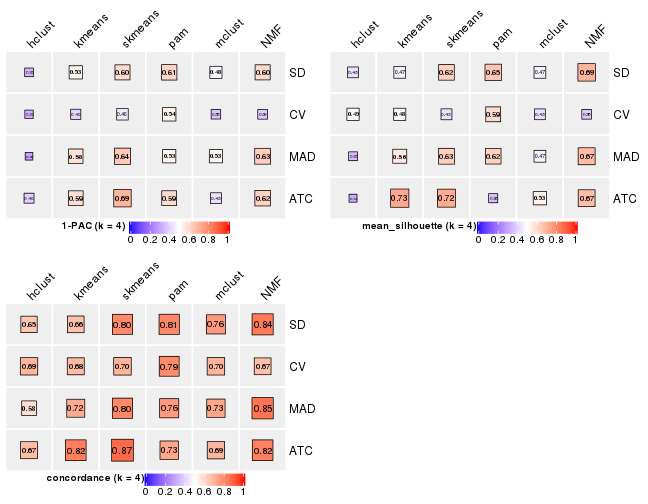 hclust kmeans skmeans pam mclust NMF
0.53 0.60 0.61 0.48 0.60 SD
0.54 CV
0.58 0.64 0.53 0.53 0.63 MAD
0.59 0.69 0.59 0.62 ATC
1-PAC (k = 4)
0 0.2 0.4 0.6 0.8 1
hclust kmeans skmeans pam mclust NMF
0.47 0.62 0.65 0.47 0.69 SD
0.49 0.48 0.59 CV
0.56 0.63 0.62 0.47 0.67 MAD
0.73 0.72 0.53 0.67 ATC
mean_silhouette (k = 4)
0 0.2 0.4 0.6 0.8 1
hclust kmeans skmeans pam mclust NMF
0.65 0.66 0.80 0.81 0.76 0.84 SD
0.69 0.68 0.70 0.79 0.70 0.67 CV
0.58 0.72 0.80 0.76 0.73 0.85 MAD
0.67 0.82 0.87 0.73 0.69 0.82 ATC
concordance (k = 4)
0 0.2 0.4 0.6 0.8 1